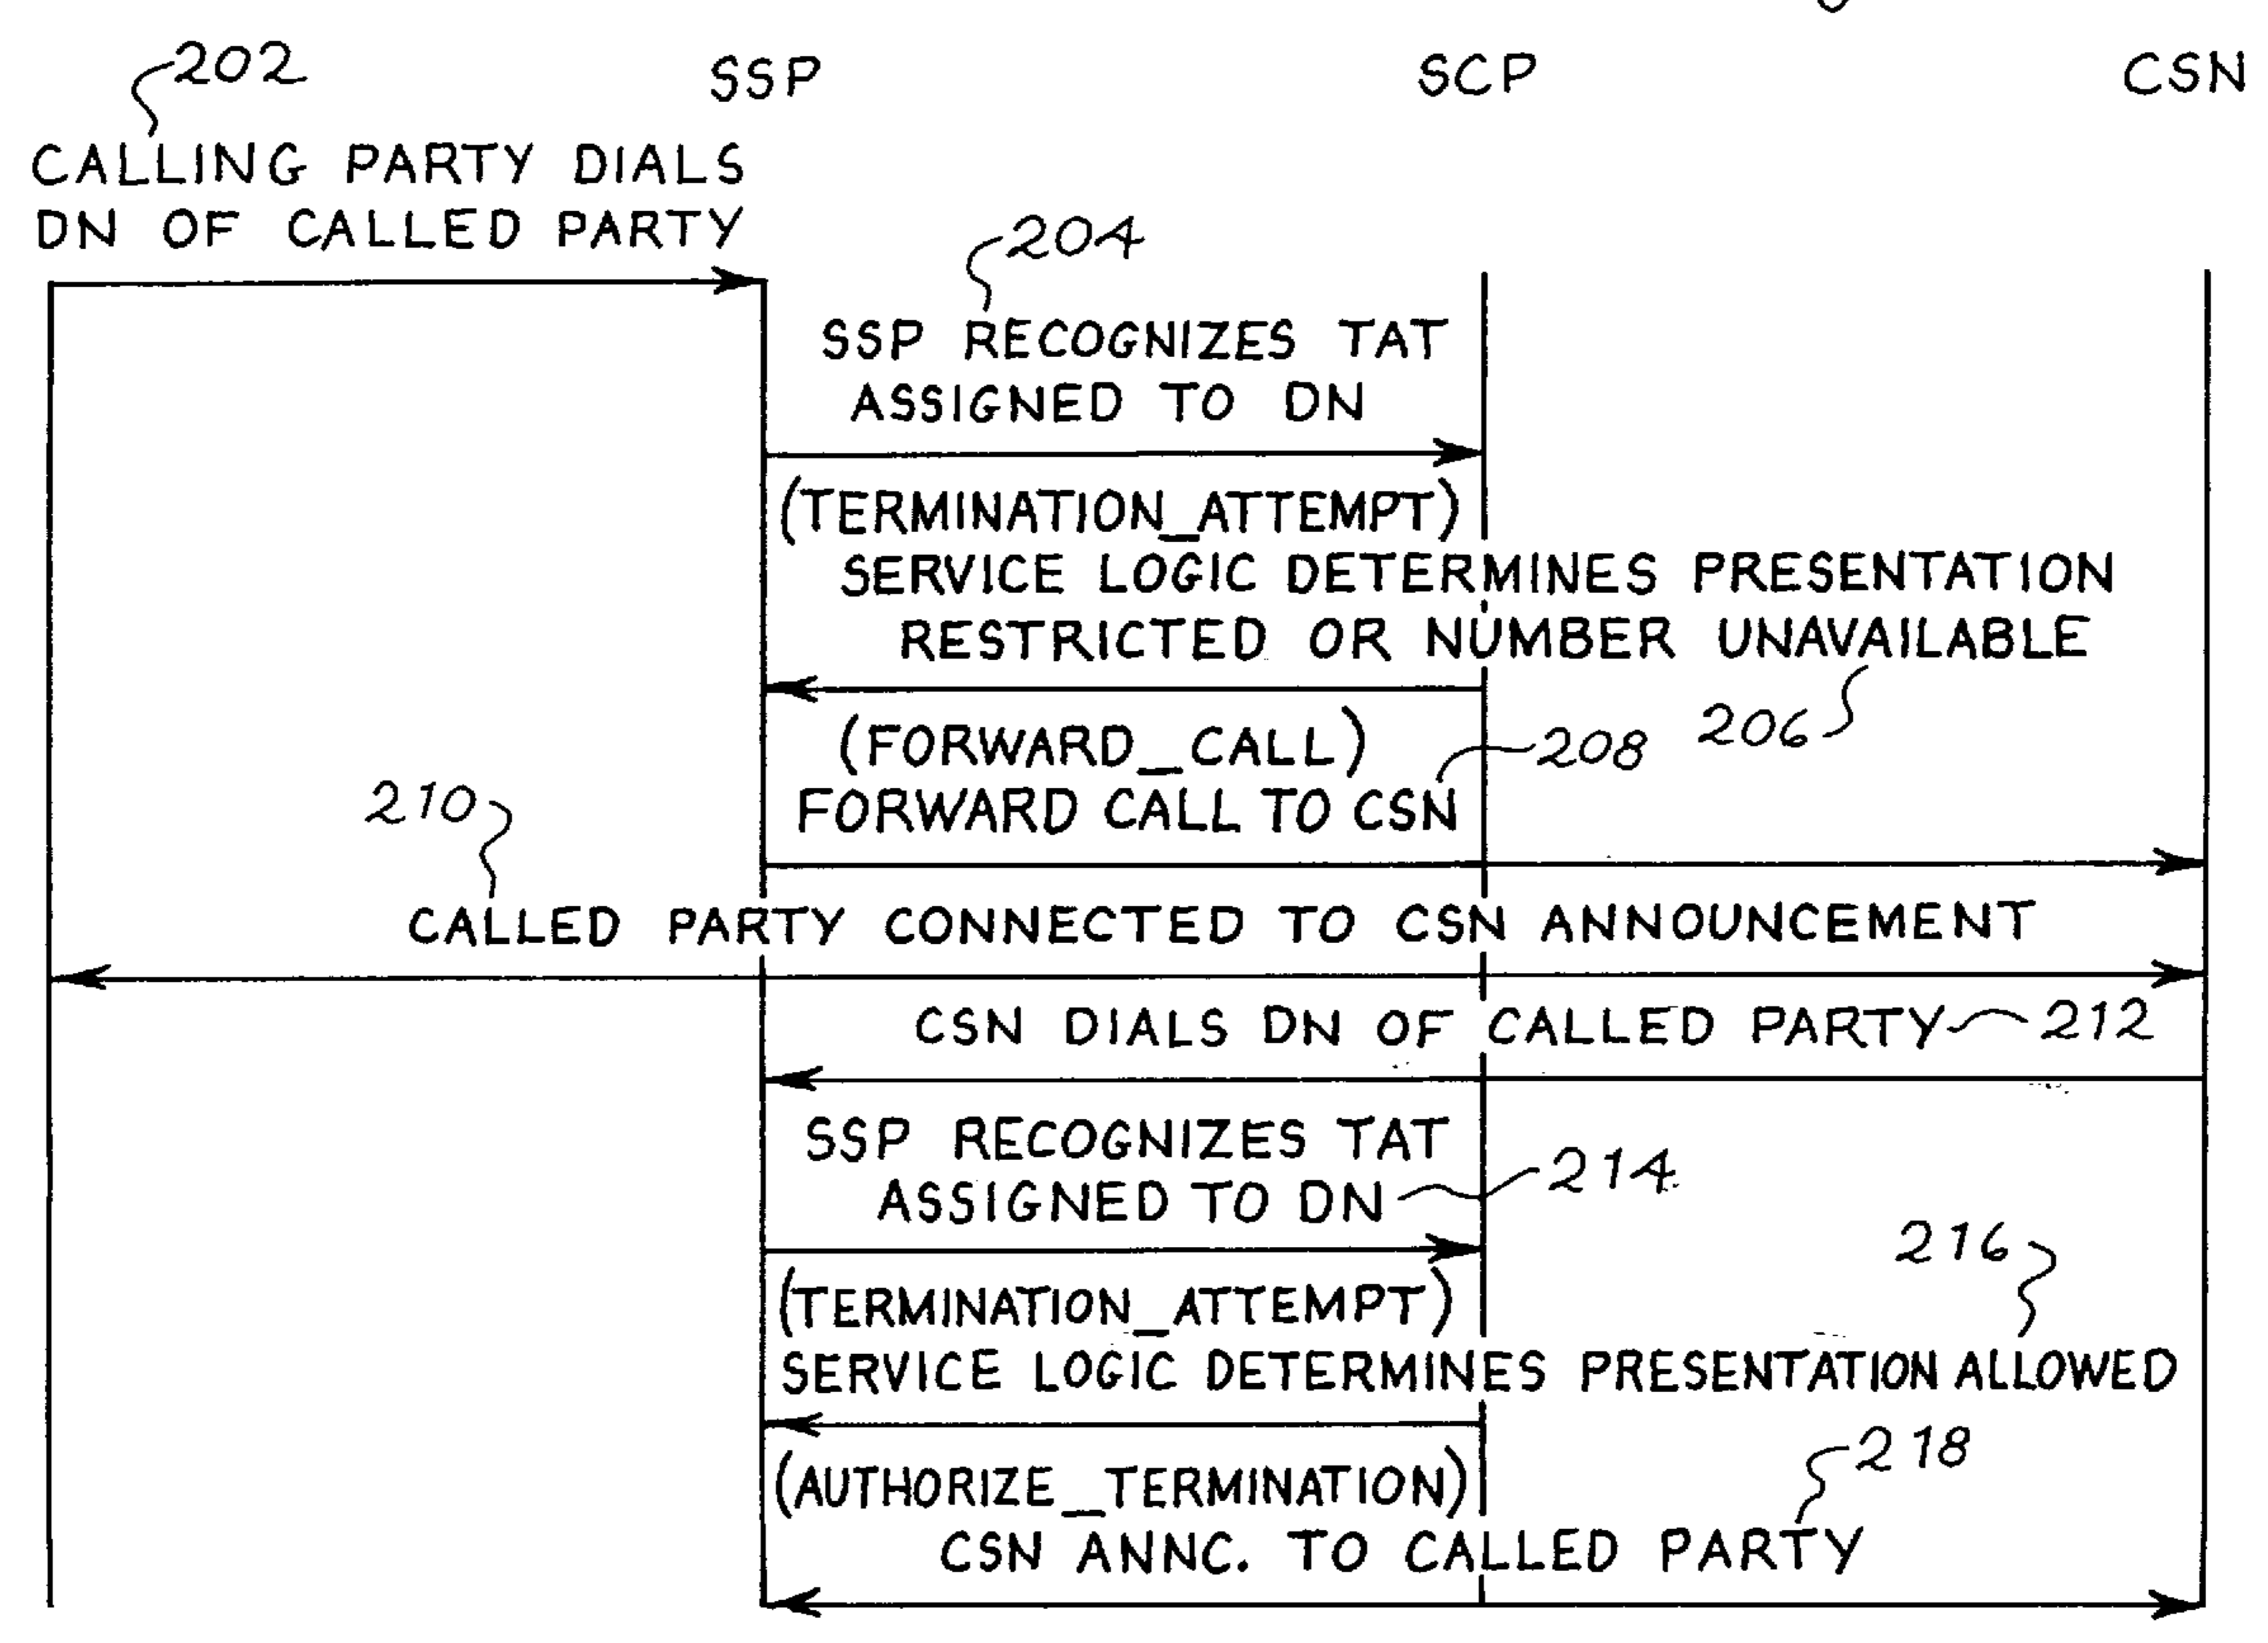 202
SSP
SCP
CSN
CALLING PARTY DIALS
DN OF CALLED PARTY
204
SSP RECOGNIZES TAT
ASSIGNED TO DN
(TERMINATION_ATTEMPT)
SERVICE LOGIC DETERMINES PRESENTATION
RESTRICTED OR NUMBER UNAVAILABLE
206
(FORWARD_CALL)
208
FORWARD CALL TO CSN
210
CALLED PARTY CONNECTED TO CSN ANNOUNCEMENT
CSN DIALS DN OF CALLED PARTY 212
SSP RECOGNIZES TAT
ASSIGNED TO DN
214
216
(TERMINATION_ATTEMPT)
SERVICE LOGIC DETERMINES PRESENTATION ALLOWED
218
(AUTHORIZE_TERMINATION)
CSN ANNC. TO CALLED PARTY